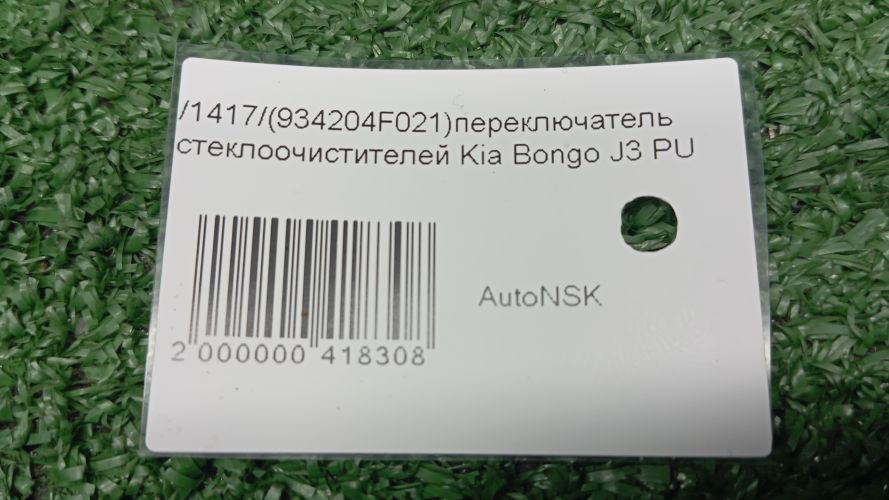 /1417/(934204F021)переключатель
стеклоочистителей Kia Bongo J3 PU
AutoNSK
2 000000 418308